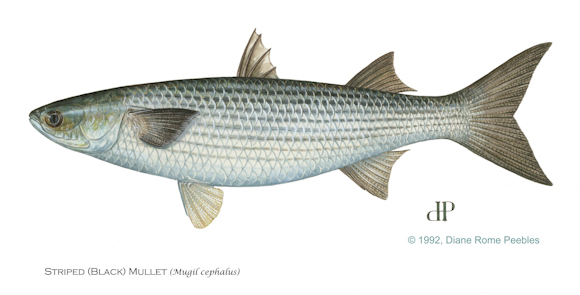 dP
© 1992, Diane Rome Peebles
Striped (Black) Mullet (Mugil cephalus)